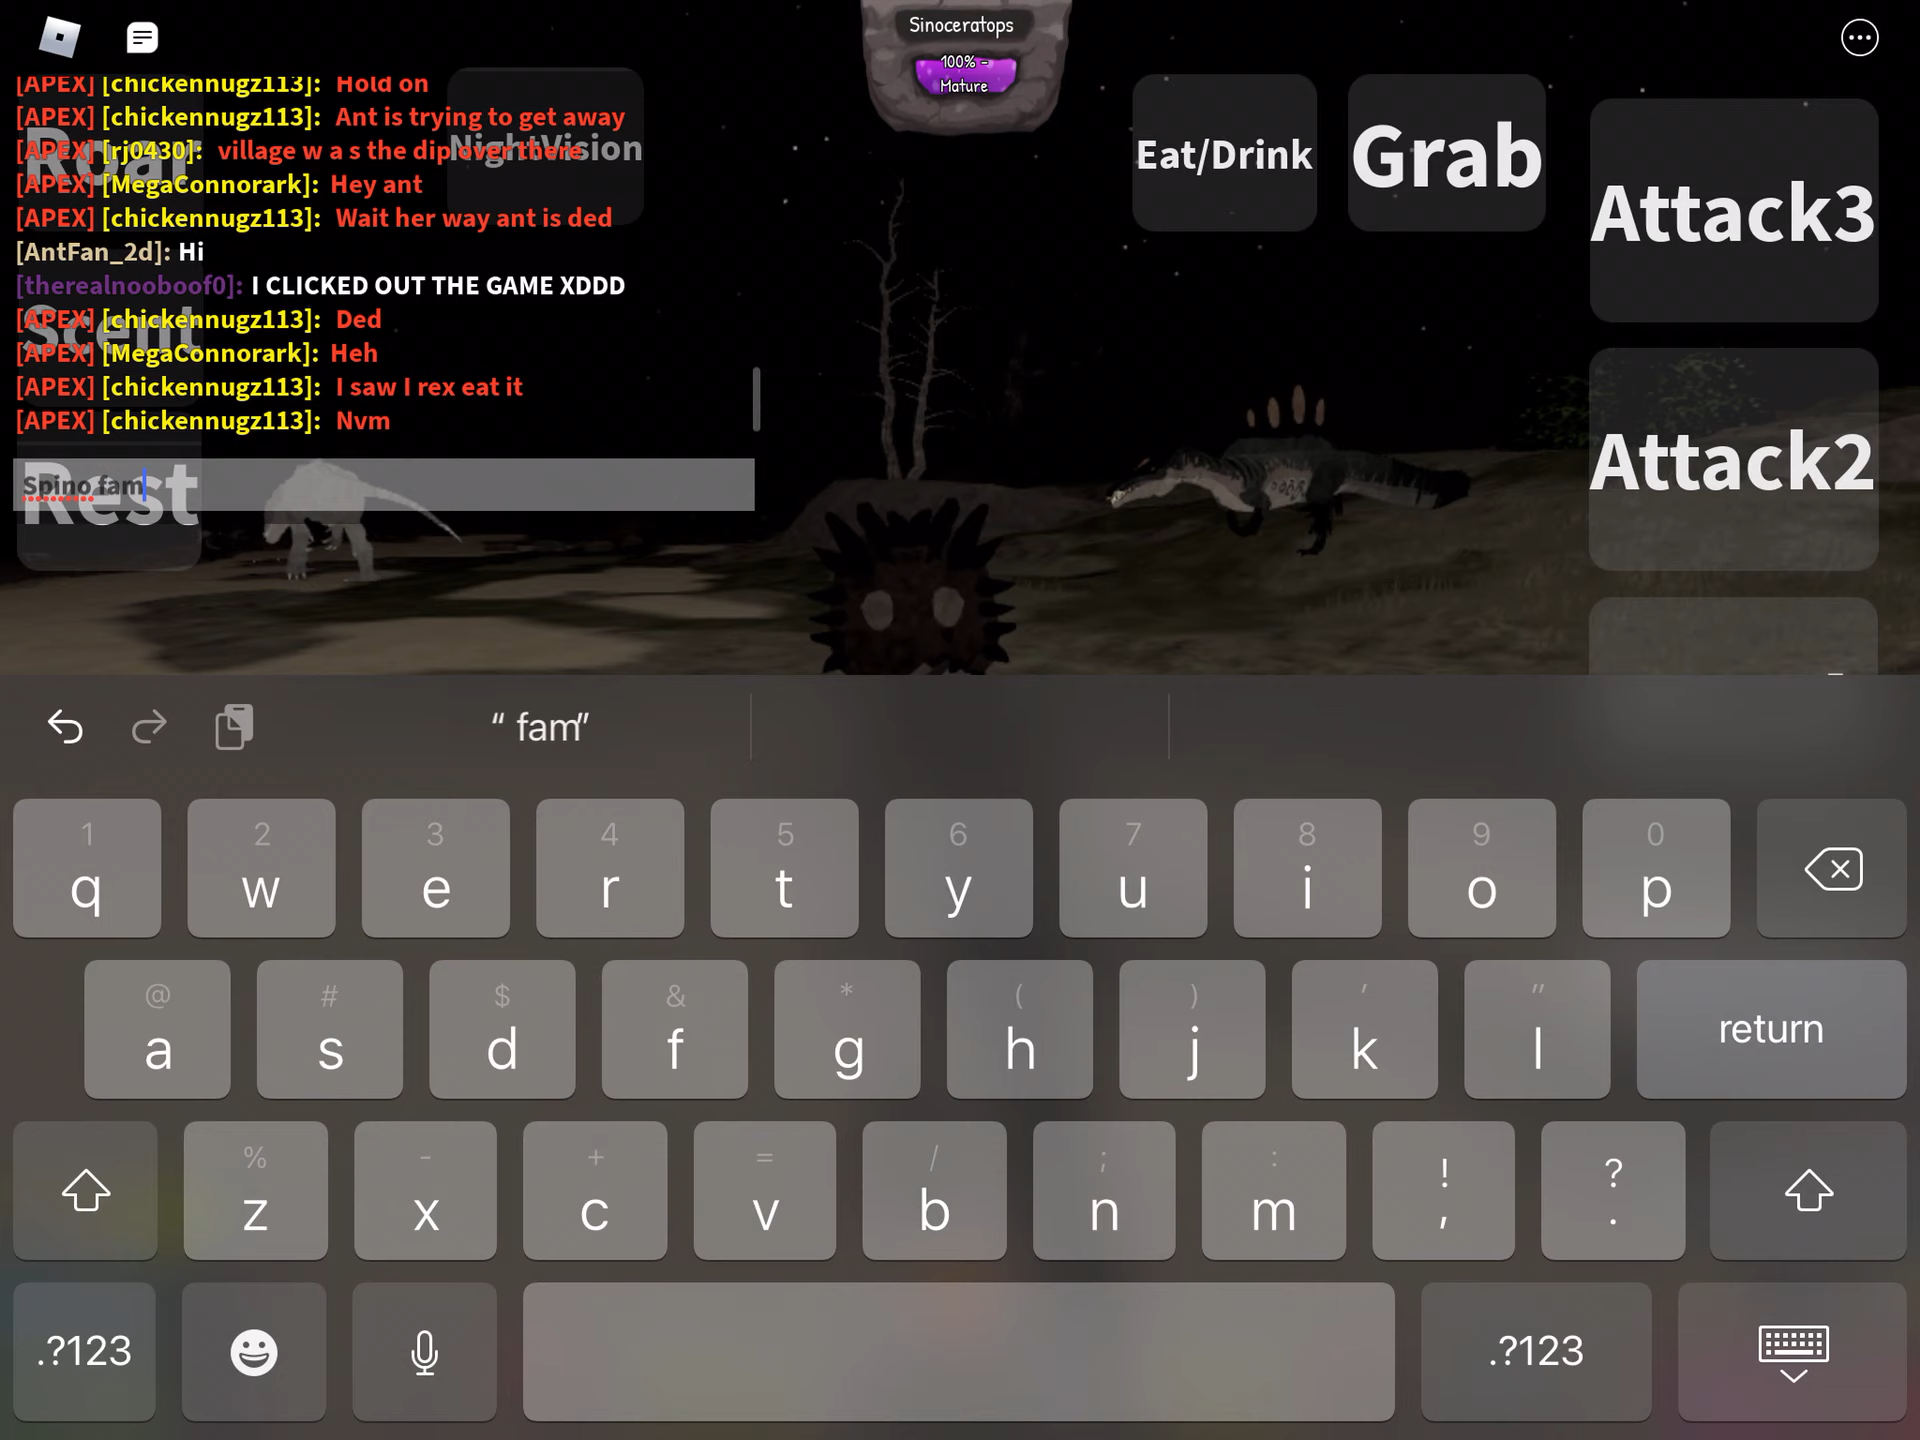 Sinoceratops
100% -
Mature
[APEX] [chickennugz113]: Hold on
[APEX] [chickennugz113]: Ant is trying to get away
[APEX] [rj0430]: village w a s the dip over there
[APEX] [MegaConnorark]: Hey ant
[APEX] [chickennugz113]: Wait her way ant is ded
[AntFan_2d]: Hi
[therealnooboof0]: I CLICKED OUT THE GAME XDDD
[APEX] [chickennugz113]: Ded
[APEX] [MegaConnorark]: Heh
[APEX] [chickennugz113]: I saw I rex eat it
[APEX] [chickennugz113]: Nvm
Spino fam
Roar
NightVision
Scent
Rest
Eat/Drink
Grab
Attack3
Attack2
“ fam”
1 2 3 4 5 6 7 8 9 0
q w e r t y u i o p
@ # $ & * ( ) ' "
a s d f g h j k l return
% - + = / ; : ! ?
z x c v b n m , .
.?123 .?123